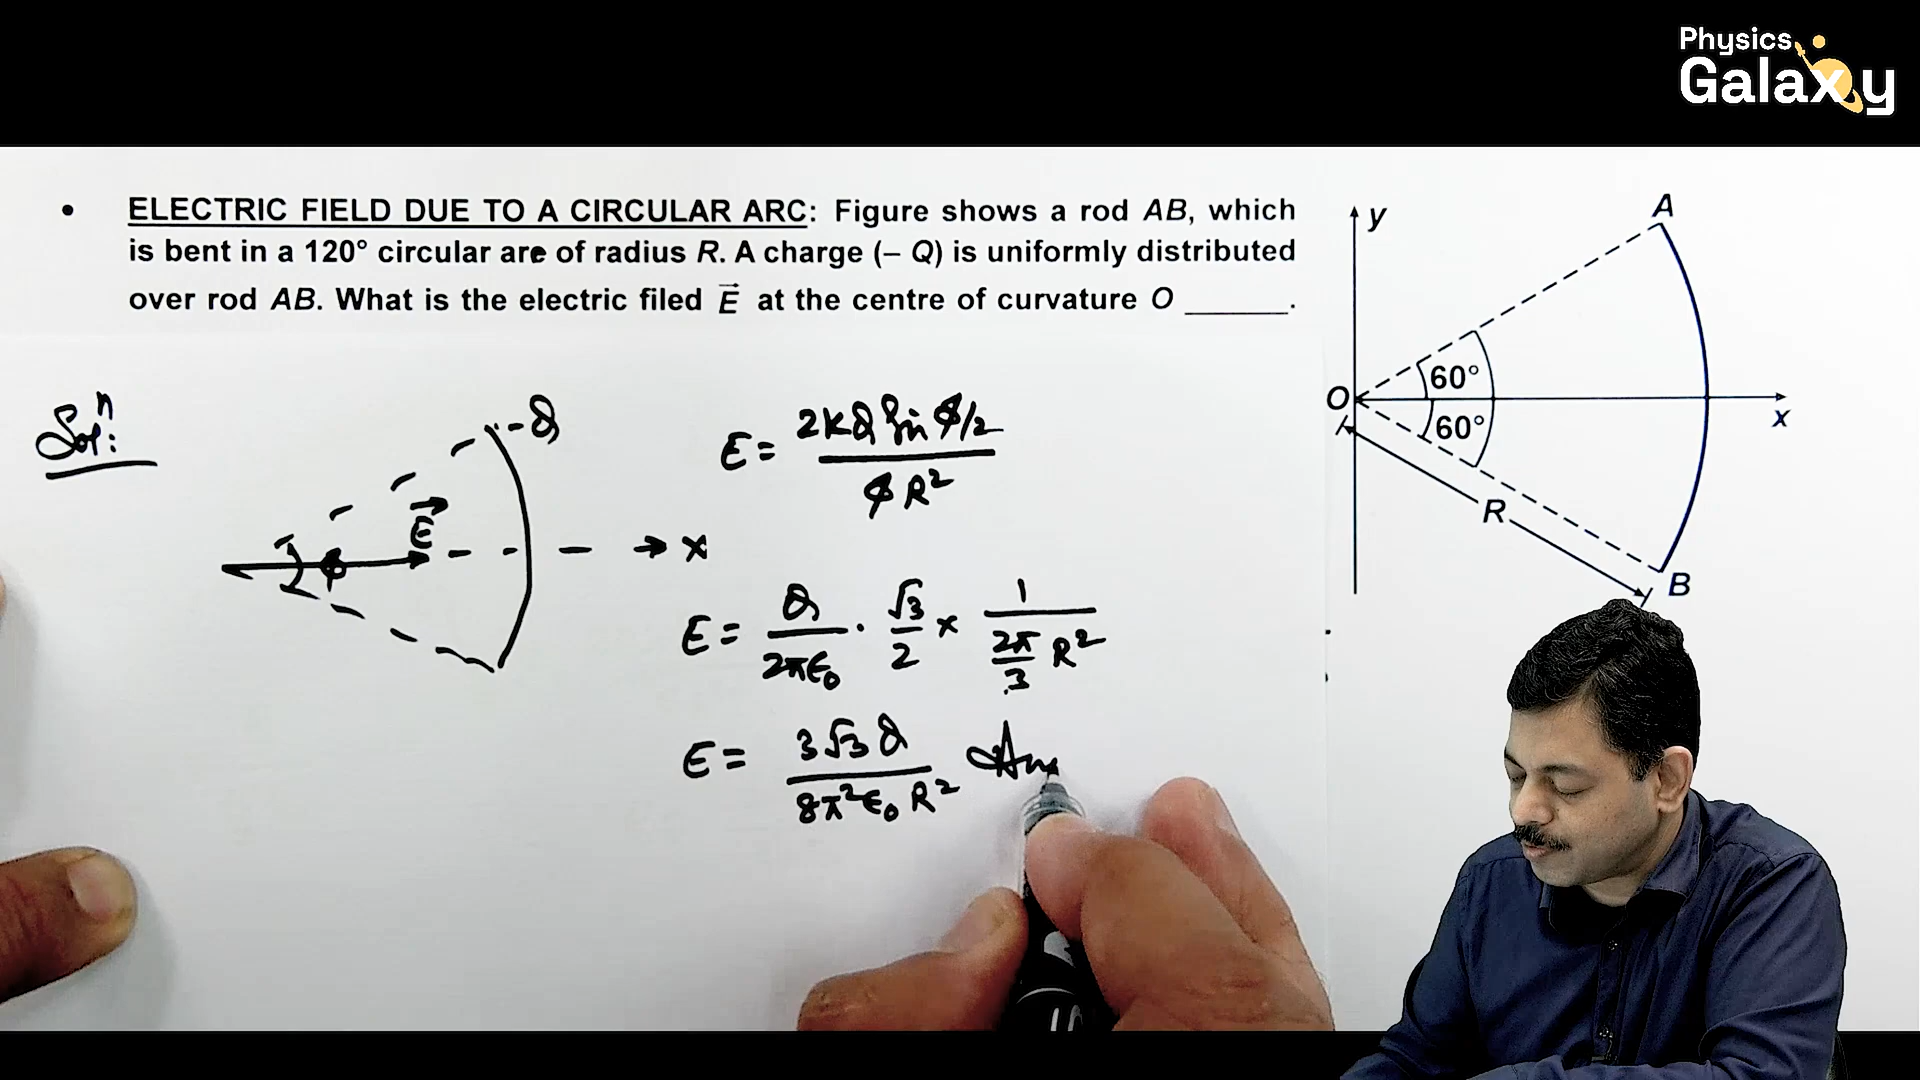 Physics
Galaxy
• ELECTRIC FIELD DUE TO A CIRCULAR ARC: Figure shows a rod AB, which
is bent in a 120° circular are of radius R. A charge (– Q) is uniformly distributed
over rod AB. What is the electric filed E⃗ at the centre of curvature O ______.
y
A
60°
O
60°
x
R
B
Solⁿ:
-Q
E⃗
ϕ
x
E = 2KQ Sin ϕ/2 / ϕR²
E = Q/2πε₀ · √3/2 × 1/(2π/3 R²)
E = 3√3Q / 8π²ε₀R² Ans